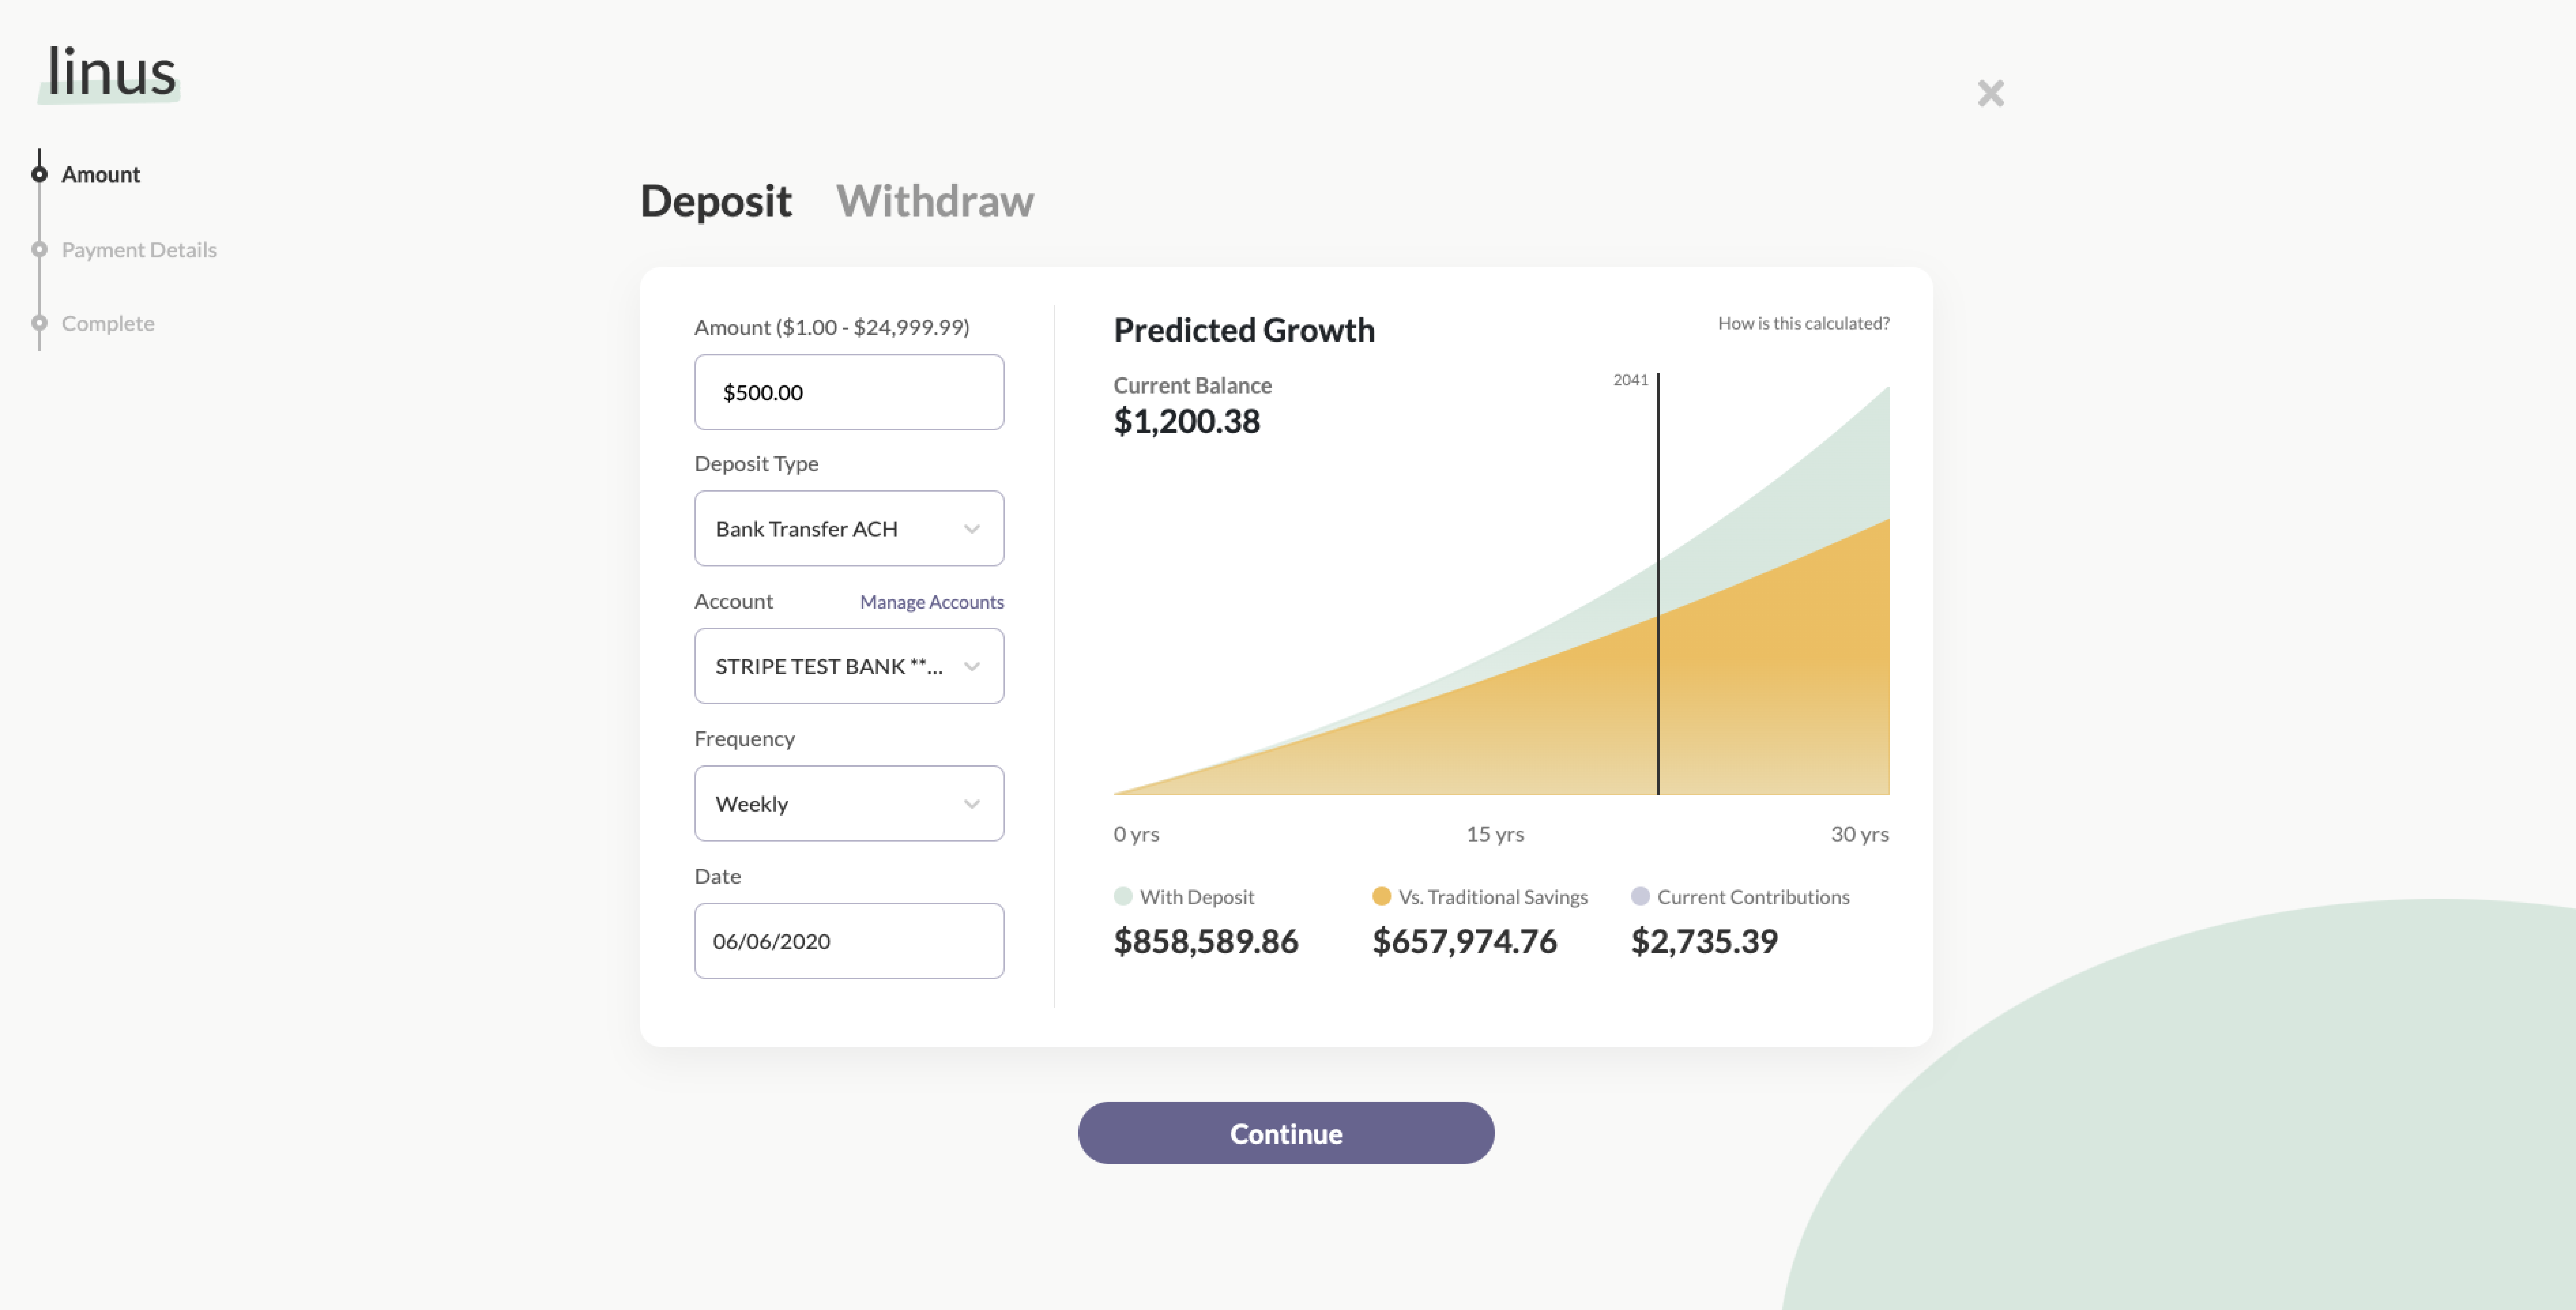 linus
Amount
Payment Details
Complete
Deposit Withdraw
Amount ($1.00 - $24,999.99)
$500.00
Deposit Type
Bank Transfer ACH
Account Manage Accounts
STRIPE TEST BANK **...
Frequency
Weekly
Date
06/06/2020
Predicted Growth How is this calculated?
Current Balance
$1,200.38
2041
0 yrs 15 yrs 30 yrs
With Deposit Vs. Traditional Savings Current Contributions
$858,589.86 $657,974.76 $2,735.39
Continue